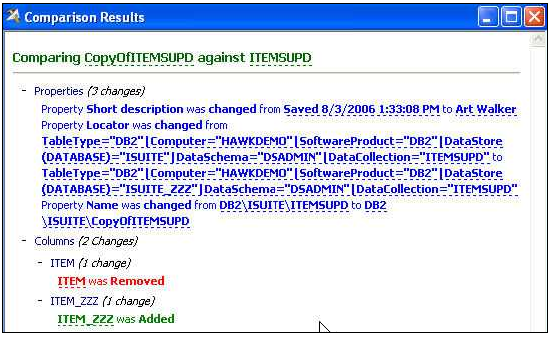 Comparison Results
Comparing CopyOfITEMSUPD against ITEMSUPD
- Properties (3 changes)
Property Short description was changed from Saved 8/3/2006 1:33:08 PM to Art Walker
Property Locator was changed from
TableType="DB2"[Computer="HAWKDEMO"[SoftwareProduct="DB2"[DataStore
(DATABASE)="ISUITE"]DataSchema="DSADMIN"[DataCollection="ITEMSUPD" to
TableType="DB2"[Computer="HAWKDEMO"[SoftwareProduct="DB2"[DataStore
(DATABASE)="ISUITE_ZZZ"]DataSchema="DSADMIN"[DataCollection="ITEMSUPD"
Property Name was changed from DB2\ISUITE\ITEMSUPD to DB2
\ISUITE\CopyOfITEMSUPD
- Columns (2 Changes)
- ITEM (1 change)
ITEM was Removed
- ITEM_ZZZ (1 change)
ITEM_ZZZ was Added